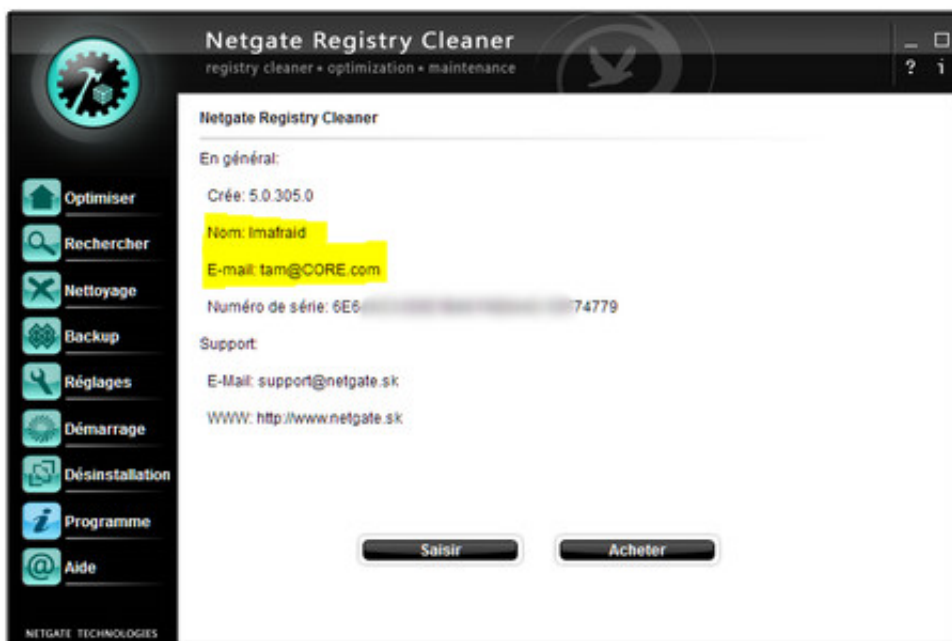 Netgate Registry Cleaner
registry cleaner • optimization • maintenance
? i
Netgate Registry Cleaner
En général:
Crée: 5.0.305.0
Nom: Imafraid
E-mail: tam@CORE.com
Numéro de série: 6E6 74779
Support:
E-Mail: support@netgate.sk
WWW: http://www.netgate.sk
Optimiser
Rechercher
Nettoyage
Backup
Réglages
Démarrage
Désinstallation
Programme
Aide
Saisir Acheter
NETGATE TECHNOLOGIES